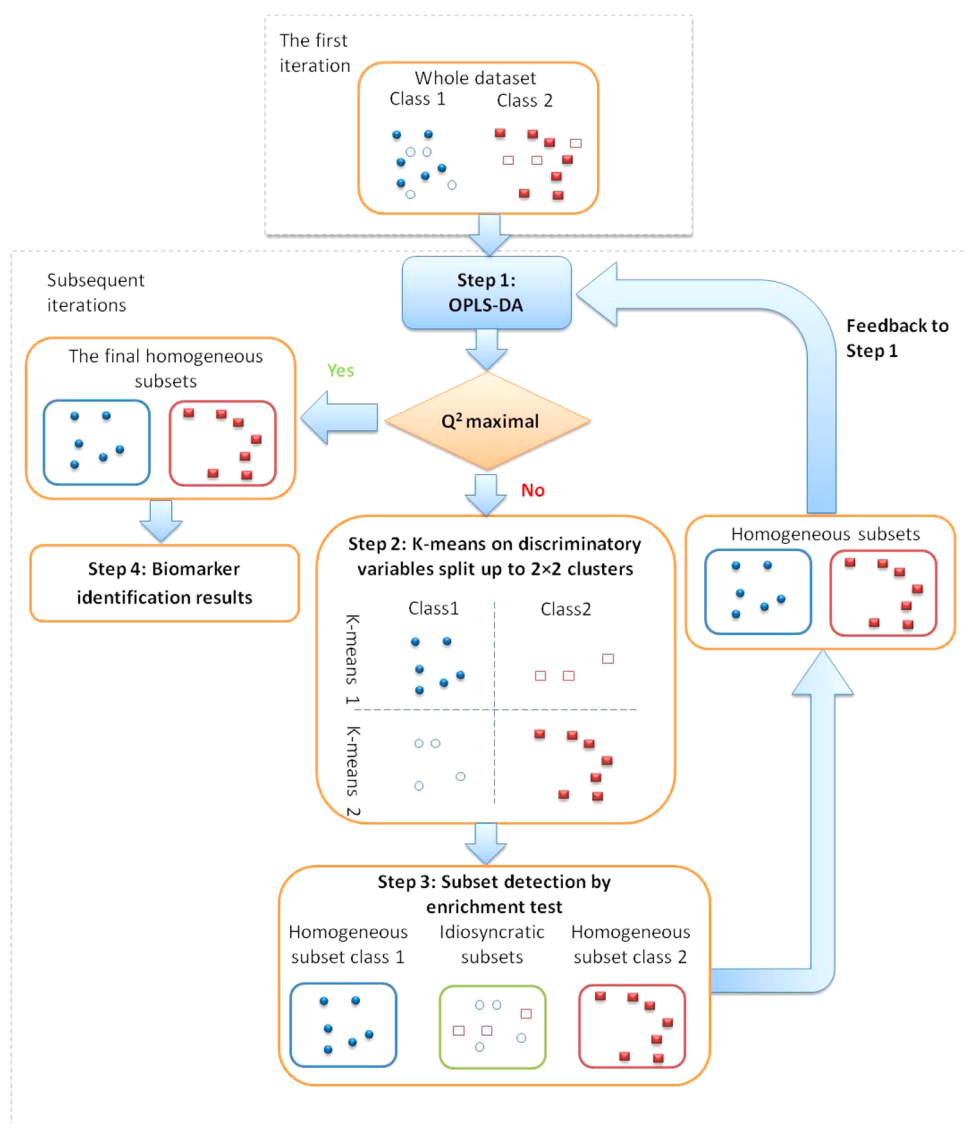 The first
iteration
Whole dataset
Class 1
Class 2
Subsequent
iterations
Step 1:
OPLS-DA
Feedback to
Step 1
The final homogeneous
subsets
Yes
Q² maximal
No
Step 4: Biomarker
identification results
Step 2: K-means on discriminatory
variables split up to 2×2 clusters
Class1
Class2
K-means 1
K-means 2
Homogeneous subsets
Step 3: Subset detection by
enrichment test
Homogeneous
subset class 1
Idiosyncratic
subsets
Homogeneous
subset class 2